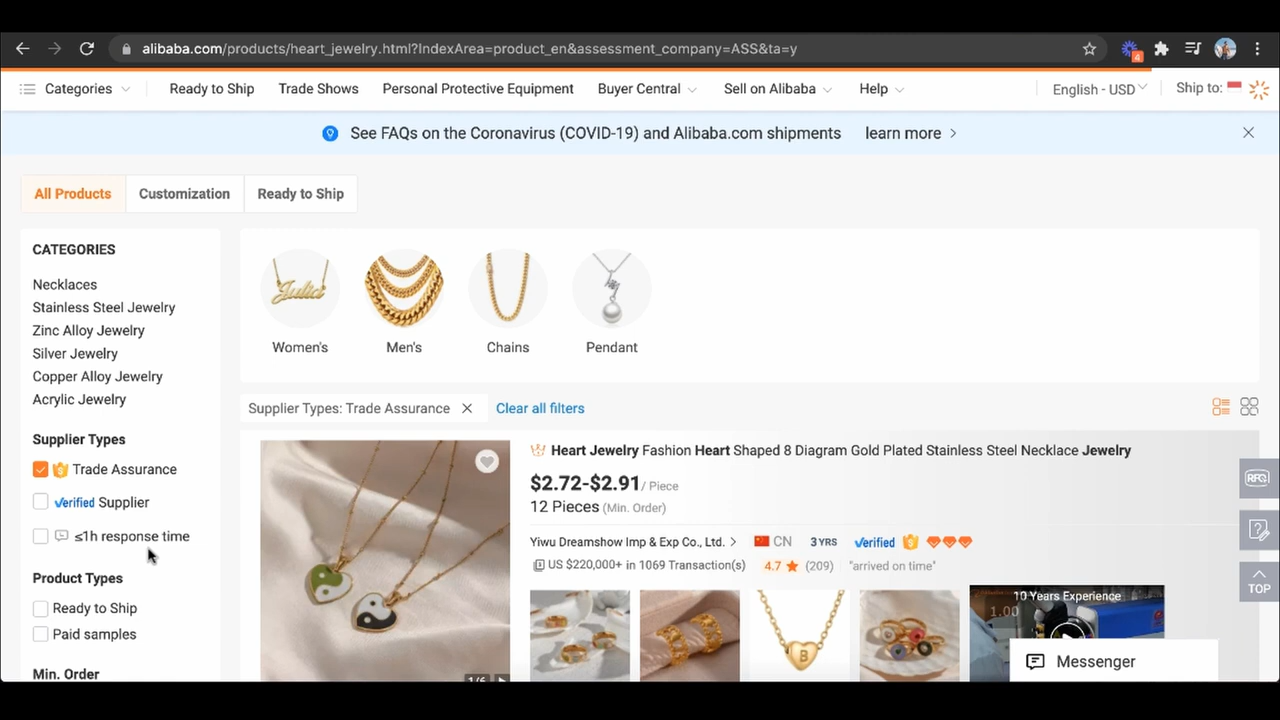 alibaba.com/products/heart_jewelry.html?IndexArea=product_en&assessment_company=ASS&ta=y
4
Categories
Ready to Ship
Trade Shows
Personal Protective Equipment
Buyer Central
Sell on Alibaba
Help
English - USD
Ship to:
See FAQs on the Coronavirus (COVID-19) and Alibaba.com shipments learn more >
All Products
Customization
Ready to Ship
CATEGORIES
Necklaces
Stainless Steel Jewelry
Zinc Alloy Jewelry
Silver Jewelry
Copper Alloy Jewelry
Acrylic Jewelry
Supplier Types
Trade Assurance
Verified Supplier
≤1h response time
Product Types
Ready to Ship
Paid samples
Min. Order
Julia
Women's
Men's
Chains
Pendant
Supplier Types: Trade Assurance
Clear all filters
Heart Jewelry Fashion Heart Shaped 8 Diagram Gold Plated Stainless Steel Necklace Jewelry
$2.72-$2.91/ Piece
12 Pieces (Min. Order)
Yiwu Dreamshow Imp & Exp Co., Ltd. > CN 3 YRS Verified
US $220,000+ in 1069 Transaction(s) 4.7 (209) "arrived on time"
1/6
B
10 Years Experience
1.00
RFQ
TOP
Messenger